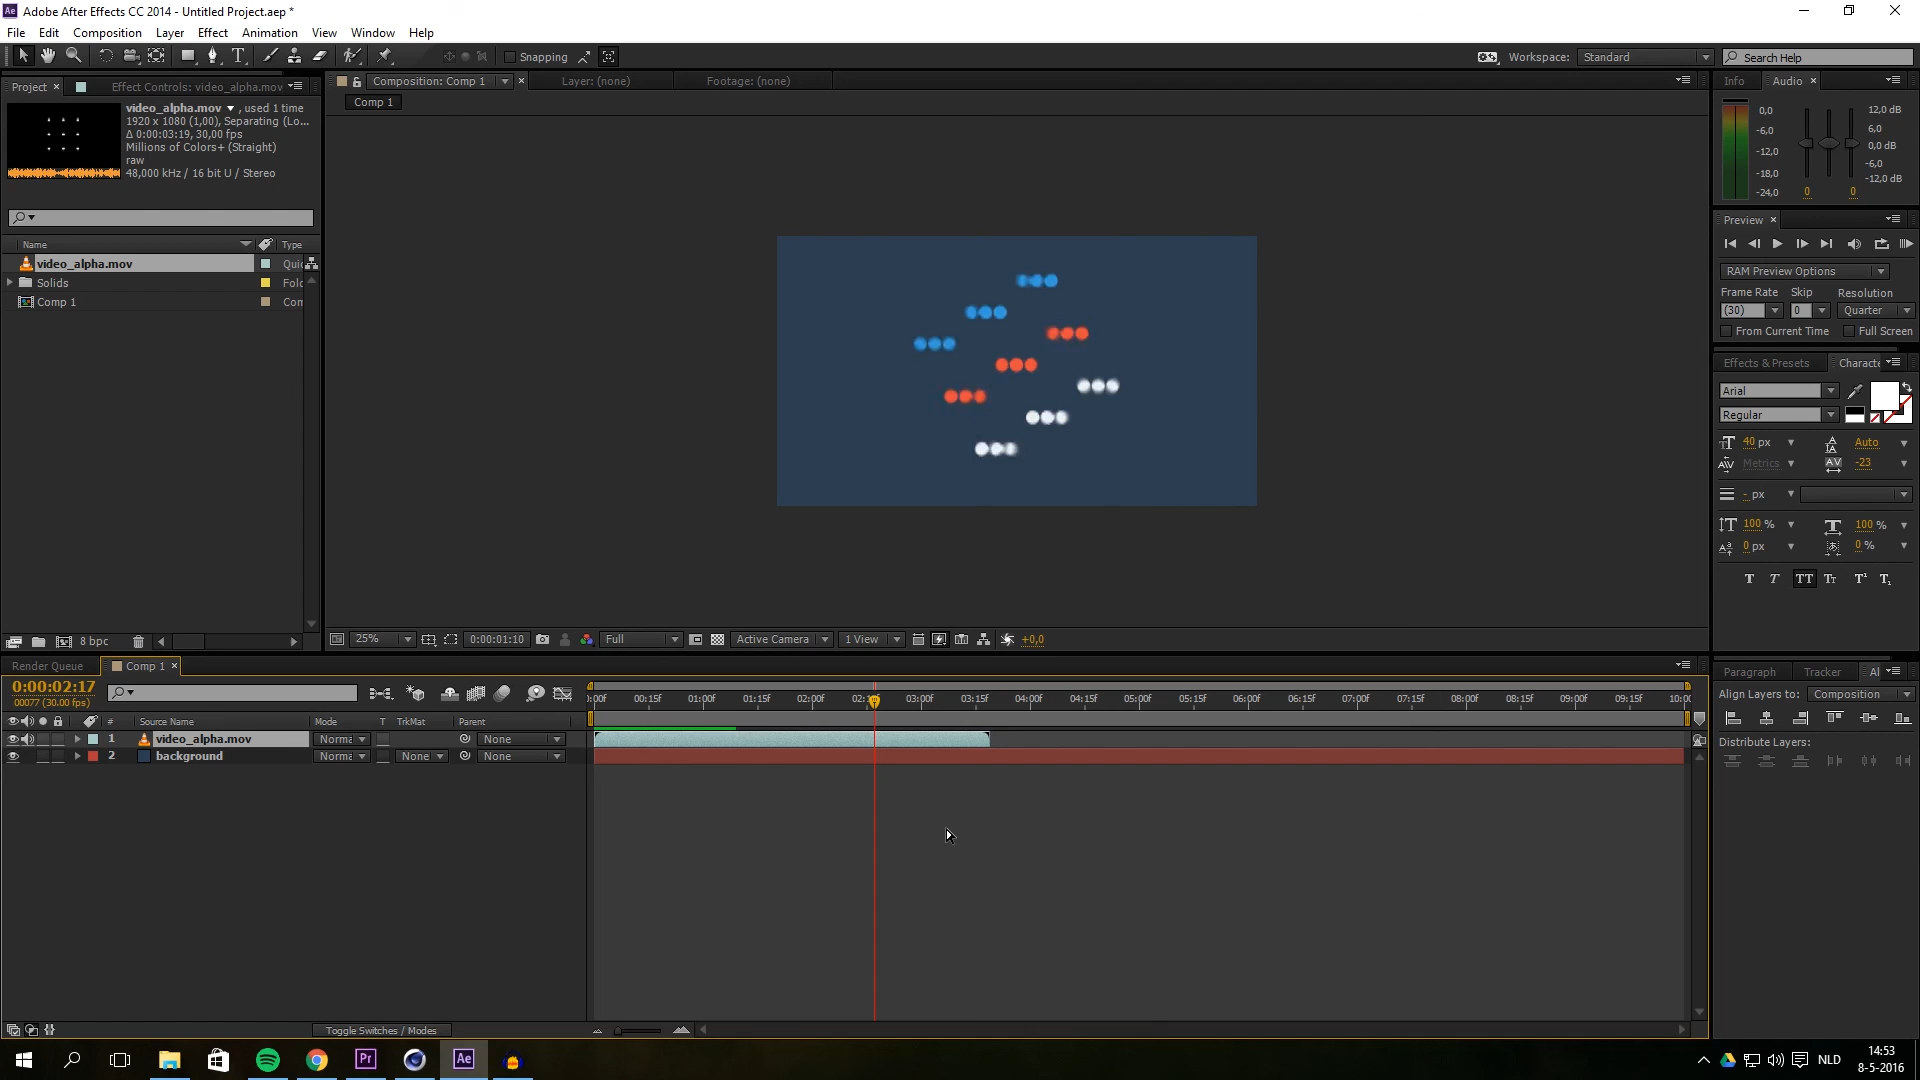 Adobe After Effects CC 2014 - Untitled Project.aep *
File Edit Composition Layer Effect Animation View Window Help
Snapping
Workspace: Standard
Search Help
Project × Effect Controls: video_alpha.mov
Composition: Comp 1 ×
Layer: (none)
Footage: (none)
Info Audio ×
Comp 1
video_alpha.mov ▼ , used 1 time
1920 x 1080 (1,00), Separating (Lo...
Δ 0:00:03:19, 30,00 fps
Millions of Colors+ (Straight)
raw
48,000 kHz / 16 bit U / Stereo
0,0 12,0 dB
-6,0 6,0
-12,0 0,0 dB
-18,0 -6,0
-24,0 -12,0 dB
0 0
Preview ×
RAM Preview Options
Frame Rate Skip Resolution
(30) 0 Quarter
From Current Time Full Screen
Name Type
video_alpha.mov Quic
Solids Fold
Comp 1 Com
Effects & Presets Characte
Arial
Regular
40 px Auto
Metrics -23
- px
100 % 100 %
0 px 0 %
T T TT Tт T¹ T₁
8 bpc
25% 0:00:01:10 Full Active Camera 1 View +0,0
Render Queue Comp 1 ×
0:00:02:17
00077 (30.00 fps)
:00f 00:15f 01:00f 01:15f 02:00f 02:1 03:00f 03:15f 04:00f 04:15f 05:00f 05:15f 06:00f 06:15f 07:00f 07:15f 08:00f 08:15f 09:00f 09:15f 10:00
# Source Name Mode T TrkMat Parent
1 video_alpha.mov Norma None
2 background Norma None None
Toggle Switches / Modes
Paragraph Tracker Al
Align Layers to: Composition
Distribute Layers:
Pr Ae
NLD
14:53
8-5-2016